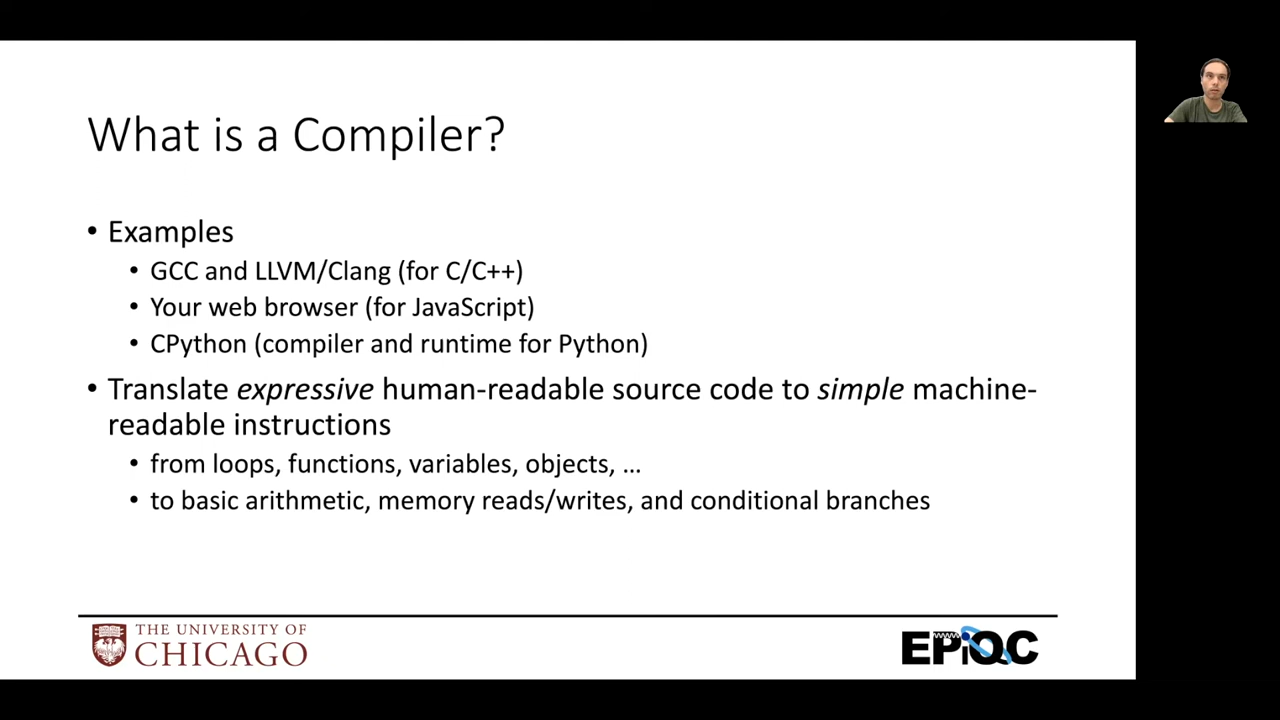 What is a Compiler?
• Examples
• GCC and LLVM/Clang (for C/C++)
• Your web browser (for JavaScript)
• CPython (compiler and runtime for Python)
• Translate expressive human-readable source code to simple machine-
readable instructions
• from loops, functions, variables, objects, …
• to basic arithmetic, memory reads/writes, and conditional branches
THE UNIVERSITY OF
CHICAGO
EPiQC